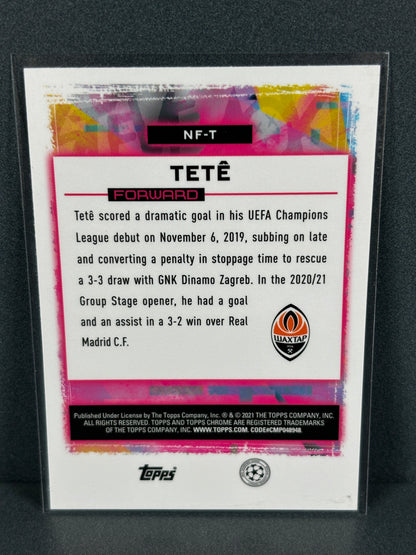 NF-T
TETÊ
FORWARD
Tetê scored a dramatic goal in his UEFA Champions
League debut on November 6, 2019, subbing on late
and converting a penalty in stoppage time to rescue
a 3-3 draw with GNK Dinamo Zagreb. In the 2020/21
Group Stage opener, he had a goal
and an assist in a 3-2 win over Real
Madrid C.F.
ШАХТАР
Published Under License by The Topps Company, Inc. ® & © 2021 THE TOPPS COMPANY, INC.
ALL RIGHTS RESERVED. TOPPS AND TOPPS CHROME ARE REGISTERED TRADEMARKS
OF THE TOPPS COMPANY, INC. WWW.TOPPS.COM. CODE#CMP048948.
Topps